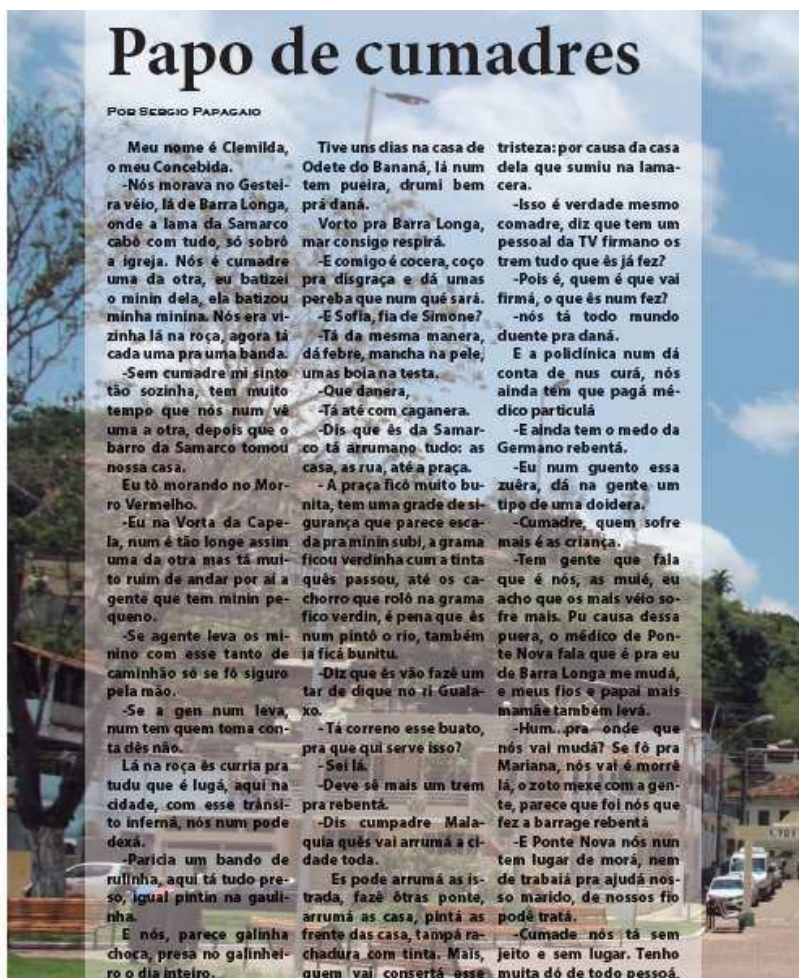 Papo de cumadres
Por Sergio Papagaio
Meu nome é Clemilda,
o meu Concebida.
-Nós morava no Gestei-
ra véio, lá de Barra Longa,
onde a lama da Samarco
cabô com tudo, só sobrô
a igreja. Nós é cumadre
uma da otra, eu batizei
o minin dela, ela batizou
minha minina. Nós era vi-
zinha lá na roça, agora tá
cada uma pra uma banda.
-Sem cumadre mi sinto
tão sozinha, tem muito
tempo que nós num vê
uma a otra, depois que o
barro da Samarco tomou
nossa casa.
Eu tô morando no Mor-
ro Vermelho.
-Eu na Vorta da Cape-
la, num é tão longe assim
uma da otra mas tá mui-
to ruim de andar por aí a
gente que tem minin pe-
queno.
-Se agente leva os mi-
nino com esse tanto de
caminhão só se fô siguro
pela mão.
-Se a gen num leva,
num tem quem toma con-
ta dês não.
Lá na roça ês curria pra
tudu que é lugá, aqui na
cidade, com esse trânsi-
to inferná, nós num pode
dexá.
-Paricia um bando de
rulinha, aqui tá tudo pre-
so, igual pintin na gauli-
nha.
E nós, parece galinha
choca, presa no galinhei-
ro o dia inteiro.
Tive uns dias na casa de
Odete do Bananá, lá num
tem pueira, drumi bem
prá daná.
Vorto pra Barra Longa,
mar consigo respirá.
-E comigo é cocera, coço
pra disgraça e dá umas
pereba que num qué sará.
-E Sofia, fia de Simone?
-Tá da mesma manera,
dá febre, mancha na pele,
umas boia na testa.
-Que danera,
-Tá até com caganera.
-Dis que ês da Samar-
co tá arrumano tudo: as
casa, as rua, até a praça.
- A praça ficô muito bu-
nita, tem uma grade de si-
gurança que parece esca-
da pra minin subi, a grama
ficou verdinha cum a tinta
quês passou, até os ca-
chorro que rolô na grama
fico verdin, é pena que ês
num pintô o rio, também
ia ficá bunitu.
-Diz que ês vão fazê um
tar de dique no ri Guala-
xo.
- Tá correno esse buato,
pra que qui serve isso?
- Sei lá.
-Deve sê mais um trem
pra rebentá.
-Dis cumpadre Mala-
quia quês vai arrumá a ci-
dade toda.
Es pode arrumá as is-
trada, fazê ôtras ponte,
arrumá as casa, pintá as
frente das casa, tampá ra-
chadura com tinta. Mais,
quem vai consertá esse
tristeza: por causa da casa
dela que sumiu na lama-
cera.
-Isso é verdade mesmo
comadre, diz que tem um
pessoal da TV firmano os
trem tudo que ês já fez?
-Pois é, quem é que vai
firmá, o que ês num fez?
-nós tá todo mundo
duente pra daná.
E a policlínica num dá
conta de nus curá, nós
ainda tem que pagá mé-
dico particulá
-E ainda tem o medo da
Germano rebentá.
-Eu num guento essa
zuêra, dá na gente um
tipo de uma doidera.
-Cumadre, quem sofre
mais é as criança.
-Tem gente que fala
que é nós, as muié, eu
acho que os mais véio so-
fre mais. Pu causa dessa
puera, o médico de Pon-
te Nova fala que é pra eu
de Barra Longa me mudá,
e meus fios e papai mais
mamãe também levá.
-Hum...pra onde que
nós vai mudá? Se fô pra
Mariana, nós vai é morrê
lá, o zoto mexe com a gen-
te, parece que foi nós que
fez a barrage rebentá
-E Ponte Nova nós nun
tem lugar de morá, nem
de trabaiá pra ajudá nos-
so marido, de nossos fio
podê tratá.
-Cumade nós tá sem
jeito e sem lugar. Tenho
muita dó de todo pessoá,